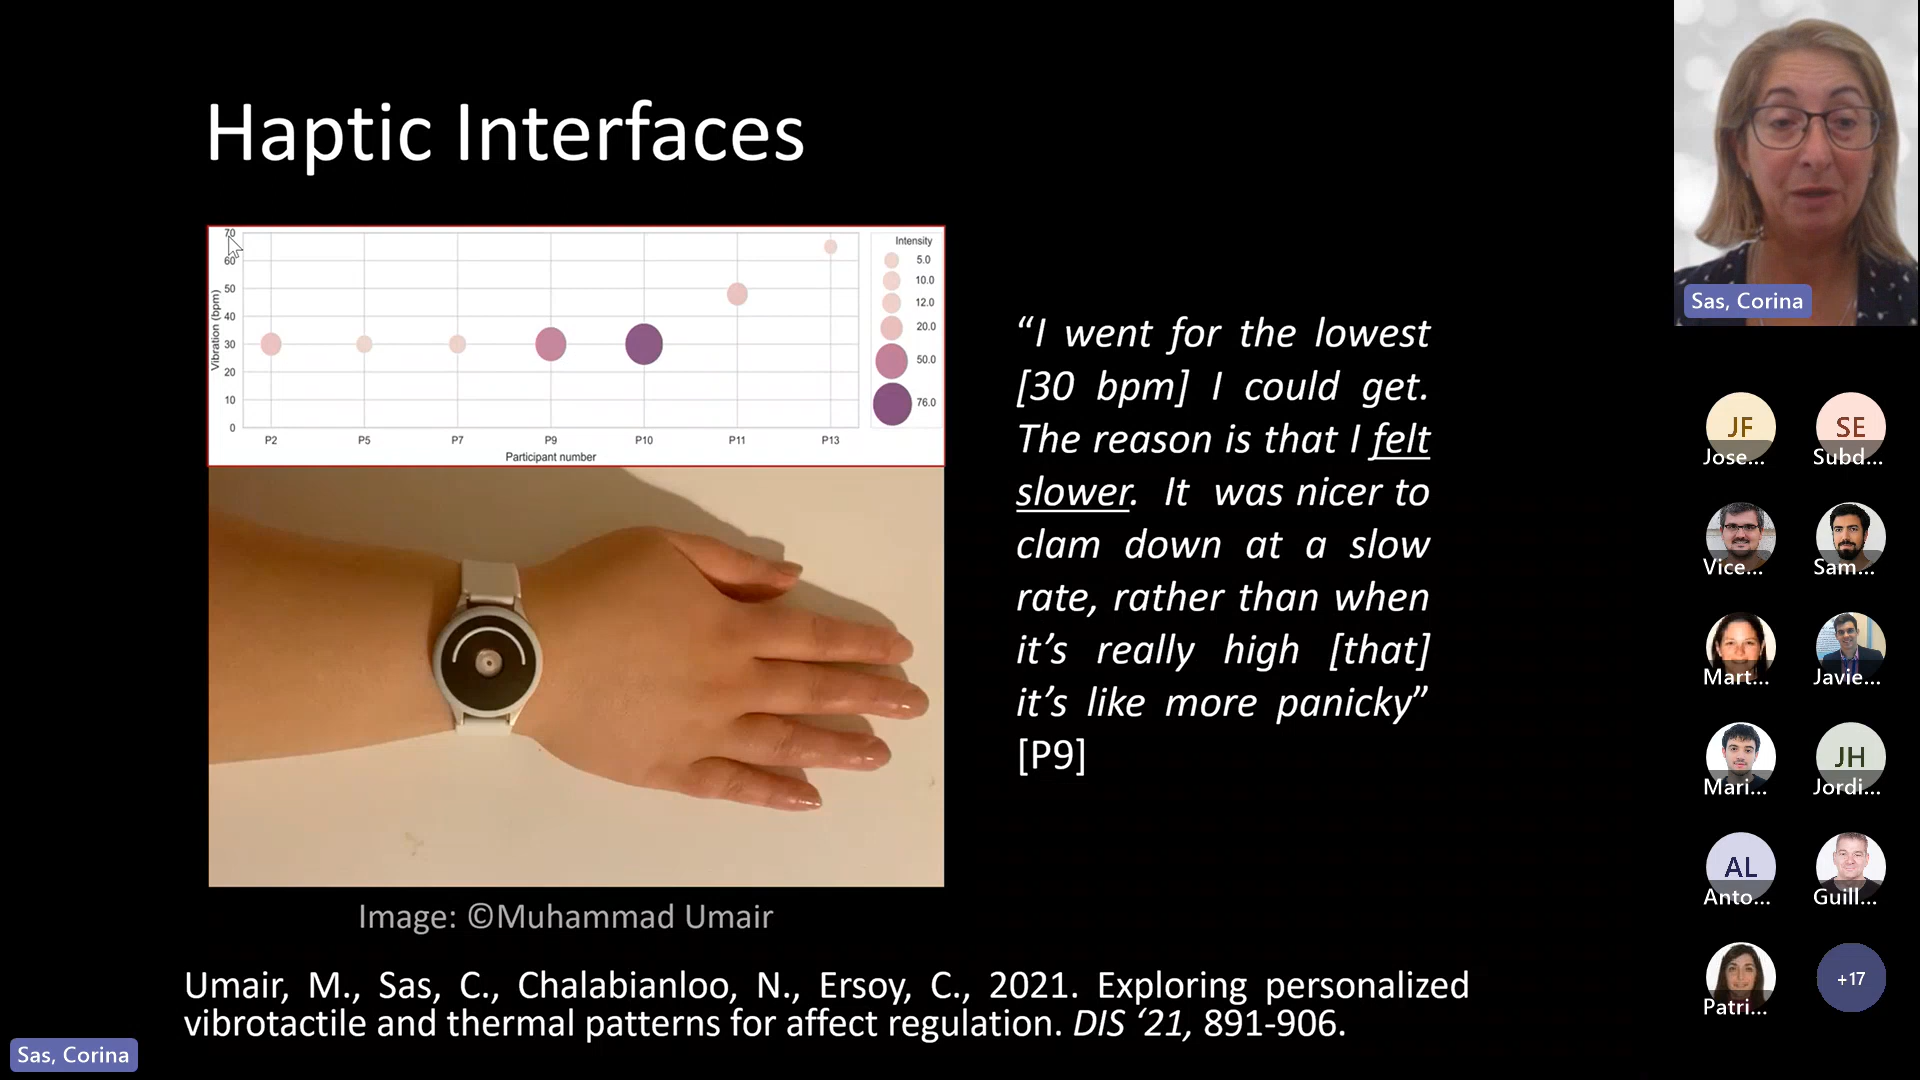 Haptic Interfaces
70
60
50
40
30
20
10
0
Vibration (bpm)
P2 P5 P7 P9 P10 P11 P13
Participant number
Intensity
5.0
10.0
12.0
20.0
50.0
76.0
“I went for the lowest
[30 bpm] I could get.
The reason is that I felt
slower. It was nicer to
clam down at a slow
rate, rather than when
it’s really high [that]
it’s like more panicky”
[P9]
Image: ©Muhammad Umair
Umair, M., Sas, C., Chalabianloo, N., Ersoy, C., 2021. Exploring personalized
vibrotactile and thermal patterns for affect regulation. DIS ‘21, 891-906.
Sas, Corina
Sas, Corina
JF SE
Jose... Subd...
Vice... Sam...
Mart... Javie...
JH
Mari... Jordi...
AL
Anto... Guill...
Patri... +17